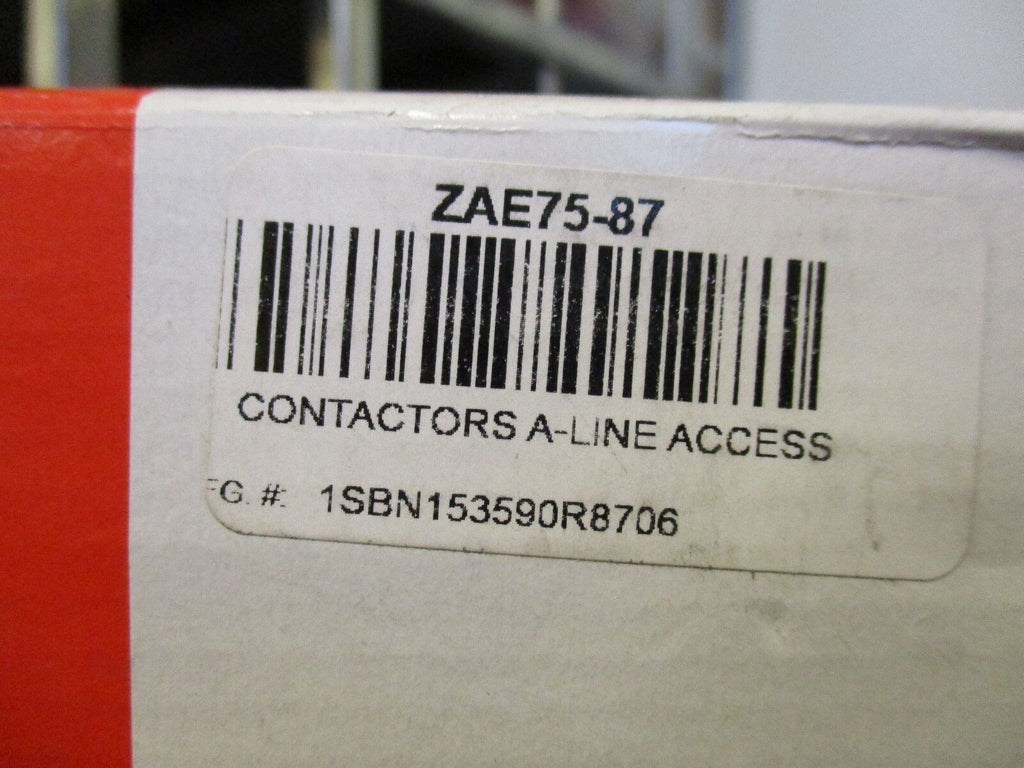 ZAE75-87
CONTACTORS A-LINE ACCESS
FG. #: 1SBN153590R8706